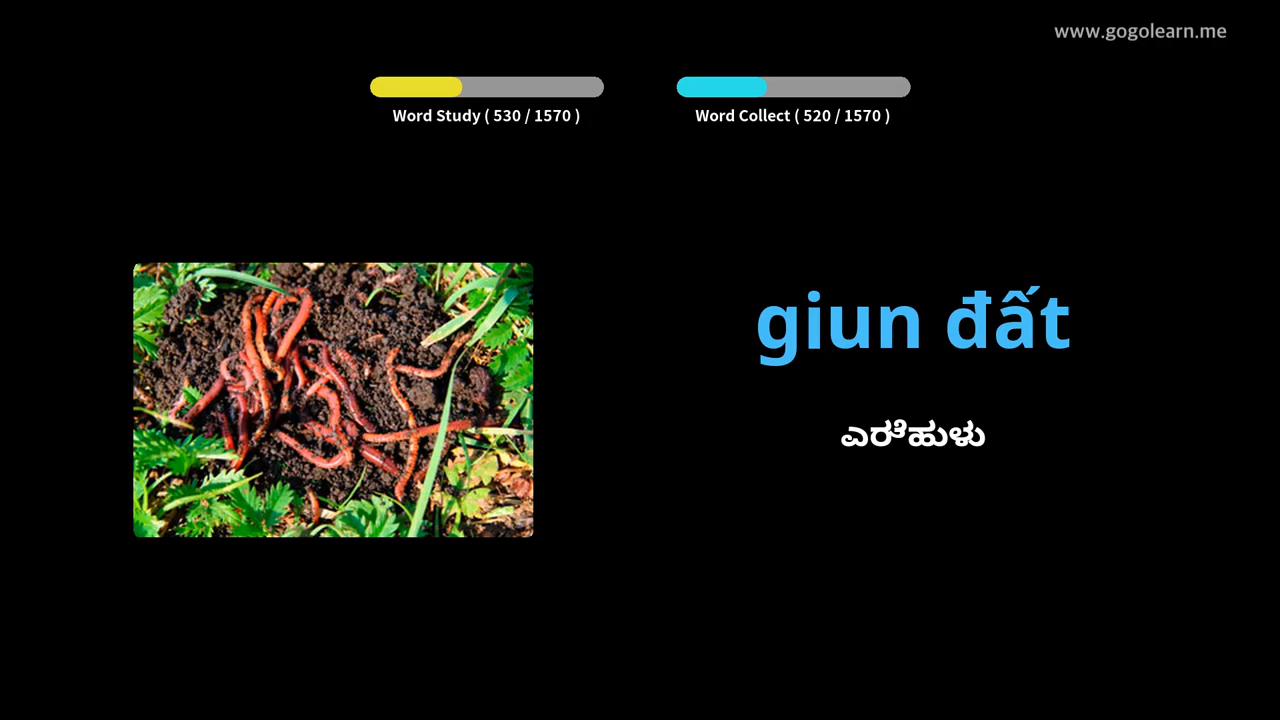 www.gogolearn.me
Word Study ( 530 / 1570 )
Word Collect ( 520 / 1570 )
giun đất
ಎರೆಹುಳು